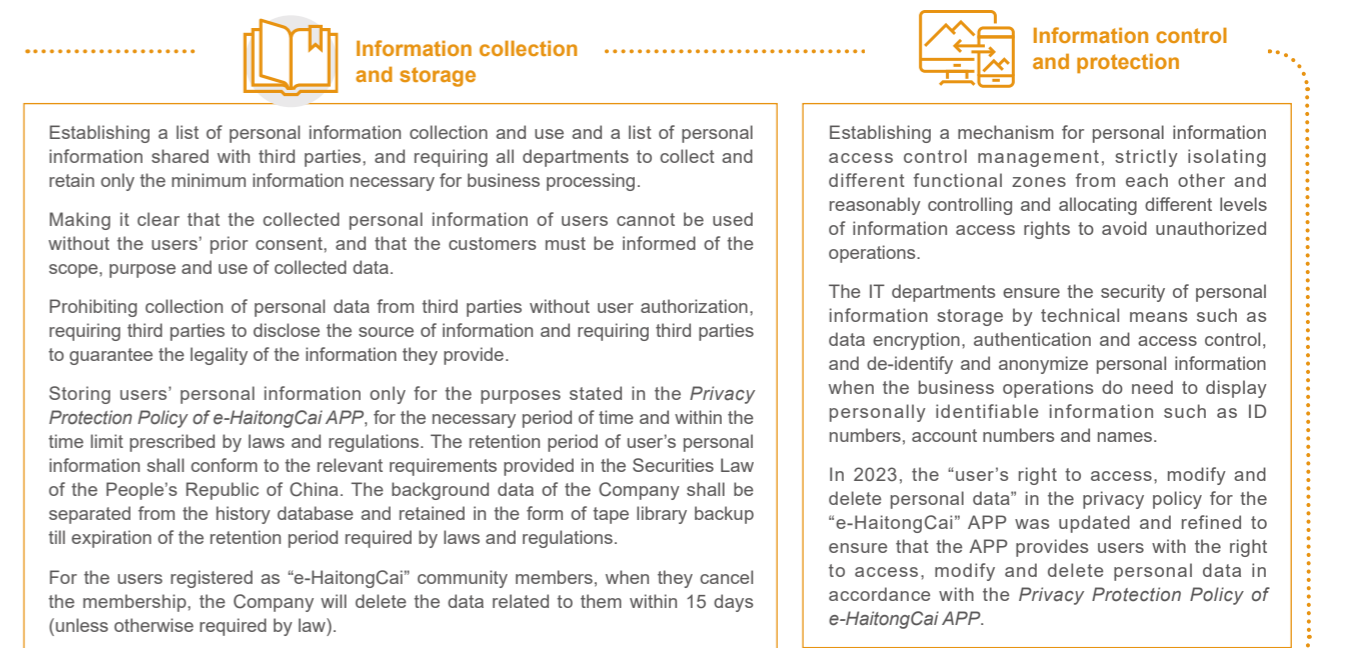 Information collection
and storage
Establishing a list of personal information collection and use and a list of personal
information shared with third parties, and requiring all departments to collect and
retain only the minimum information necessary for business processing.
Making it clear that the collected personal information of users cannot be used
without the users’ prior consent, and that the customers must be informed of the
scope, purpose and use of collected data.
Prohibiting collection of personal data from third parties without user authorization,
requiring third parties to disclose the source of information and requiring third parties
to guarantee the legality of the information they provide.
Storing users’ personal information only for the purposes stated in the Privacy
Protection Policy of e-HaitongCai APP, for the necessary period of time and within the
time limit prescribed by laws and regulations. The retention period of user’s personal
information shall conform to the relevant requirements provided in the Securities Law
of the People’s Republic of China. The background data of the Company shall be
separated from the history database and retained in the form of tape library backup
till expiration of the retention period required by laws and regulations.
For the users registered as “e-HaitongCai” community members, when they cancel
the membership, the Company will delete the data related to them within 15 days
(unless otherwise required by law).
Information control
and protection
Establishing a mechanism for personal information
access control management, strictly isolating
different functional zones from each other and
reasonably controlling and allocating different levels
of information access rights to avoid unauthorized
operations.
The IT departments ensure the security of personal
information storage by technical means such as
data encryption, authentication and access control,
and de-identify and anonymize personal information
when the business operations do need to display
personally identifiable information such as ID
numbers, account numbers and names.
In 2023, the “user’s right to access, modify and
delete personal data” in the privacy policy for the
“e-HaitongCai” APP was updated and refined to
ensure that the APP provides users with the right
to access, modify and delete personal data in
accordance with the Privacy Protection Policy of
e-HaitongCai APP.